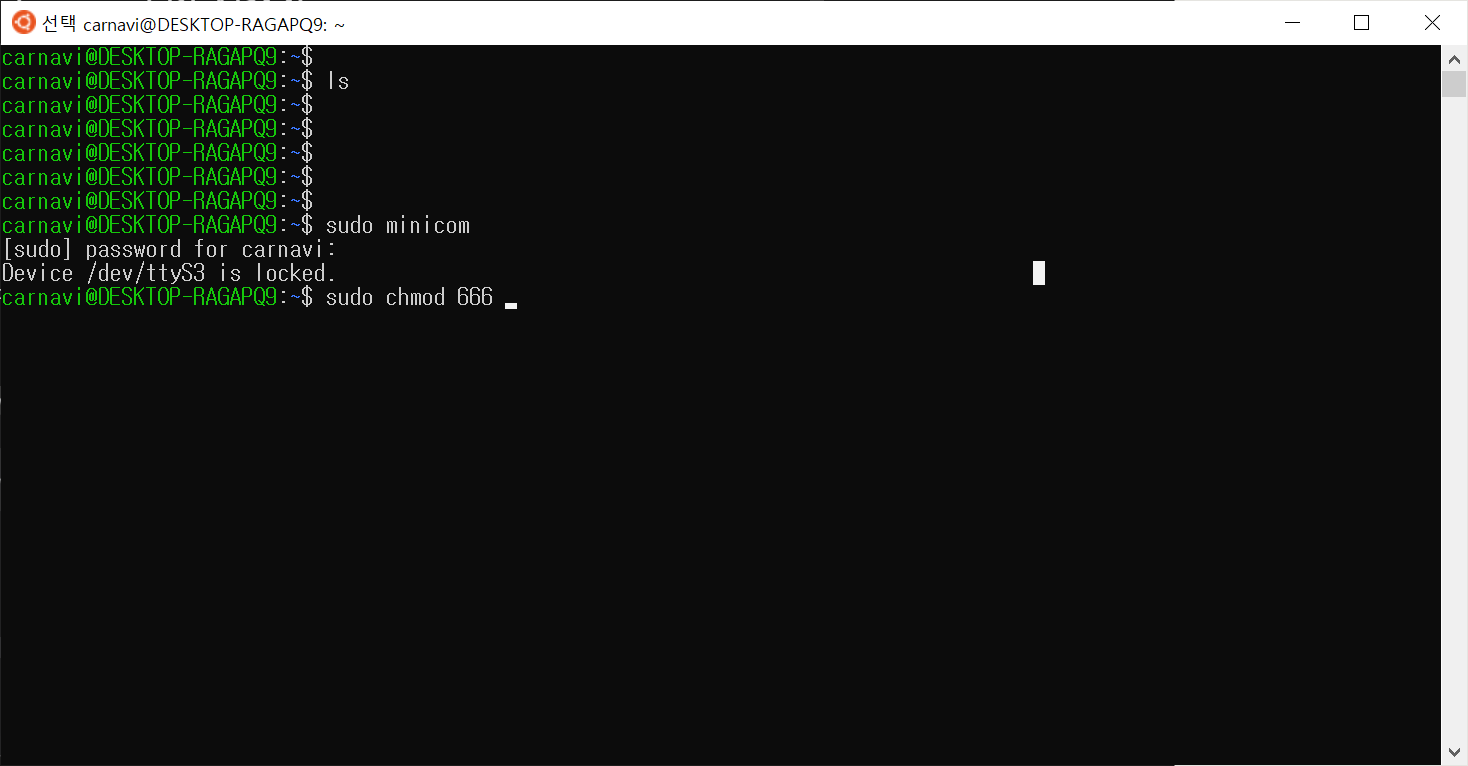 선택 carnavi@DESKTOP-RAGAPQ9: ~
carnavi@DESKTOP-RAGAPQ9:~$
carnavi@DESKTOP-RAGAPQ9:~$ ls
carnavi@DESKTOP-RAGAPQ9:~$
carnavi@DESKTOP-RAGAPQ9:~$
carnavi@DESKTOP-RAGAPQ9:~$
carnavi@DESKTOP-RAGAPQ9:~$
carnavi@DESKTOP-RAGAPQ9:~$
carnavi@DESKTOP-RAGAPQ9:~$ sudo minicom
[sudo] password for carnavi:
Device /dev/ttyS3 is locked.
carnavi@DESKTOP-RAGAPQ9:~$ sudo chmod 666